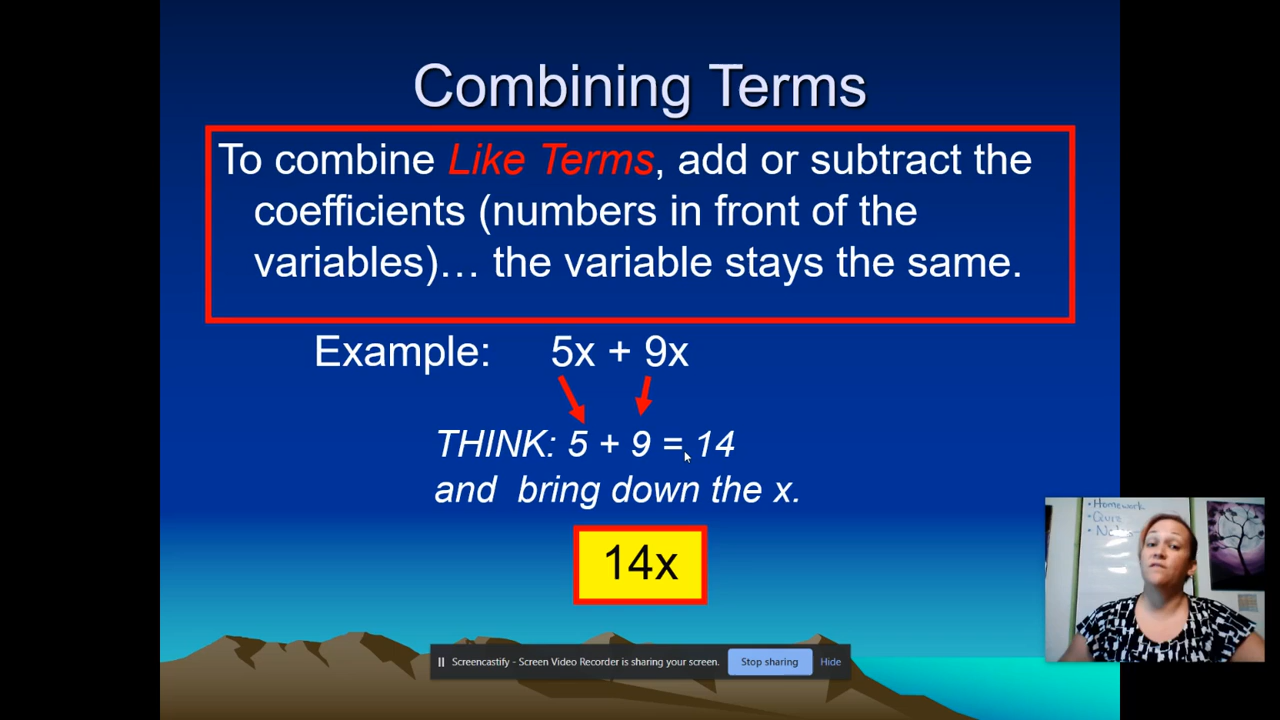 Combining Terms
To combine Like Terms, add or subtract the
coefficients (numbers in front of the
variables)… the variable stays the same.
Example: 5x + 9x
THINK: 5 + 9 = 14
and bring down the x.
14x
• Homework
• Quiz
• Notes
Screencastify - Screen Video Recorder is sharing your screen. Stop sharing Hide